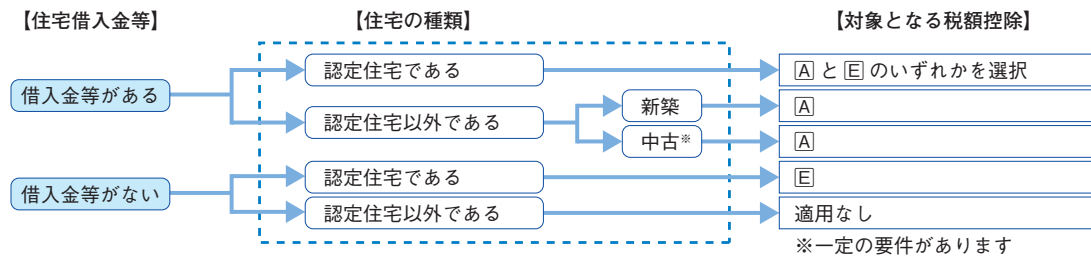 【住宅借入金等】 【住宅の種類】 【対象となる税額控除】
認定住宅である A と E のいずれかを選択
借入金等がある
新築 A
認定住宅以外である
中古※ A
認定住宅である E
借入金等がない
認定住宅以外である 適用なし
※一定の要件があります